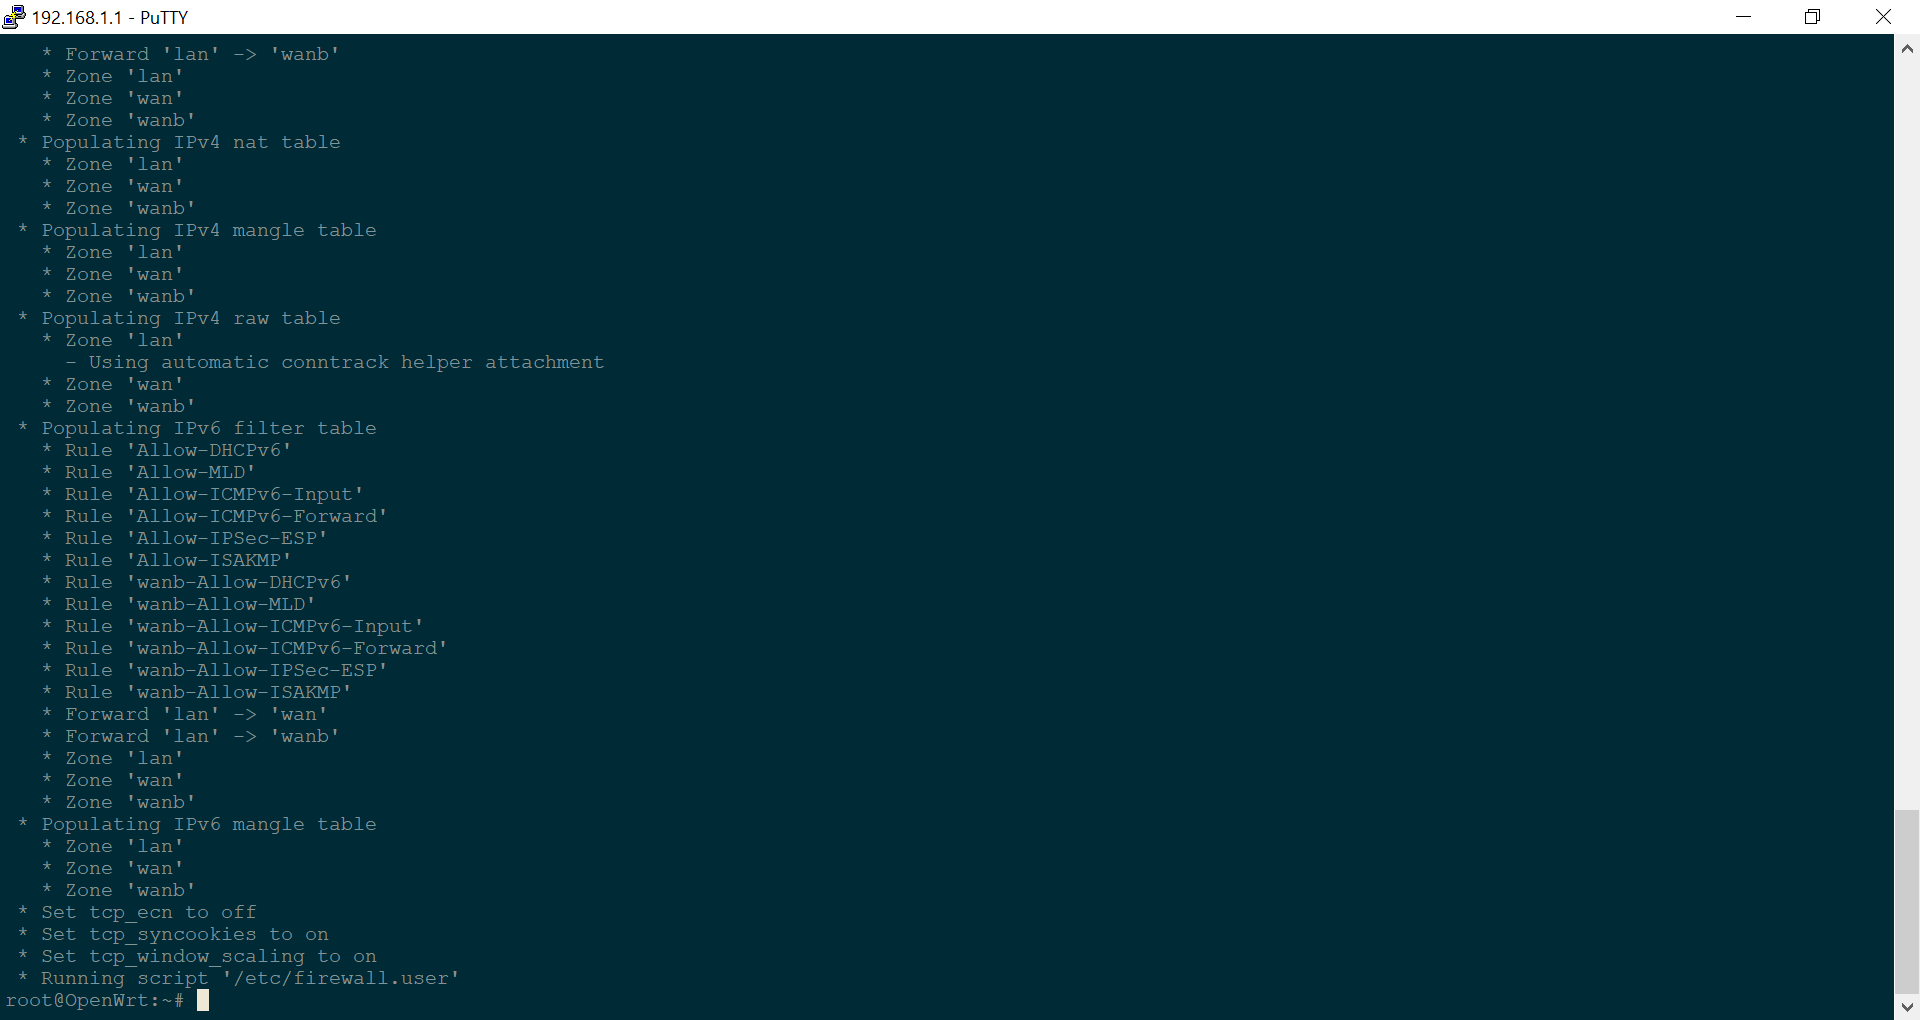 192.168.1.1 - PuTTY
* Forward 'lan' -> 'wanb'
* Zone 'lan'
* Zone 'wan'
* Zone 'wanb'
* Populating IPv4 nat table
* Zone 'lan'
* Zone 'wan'
* Zone 'wanb'
* Populating IPv4 mangle table
* Zone 'lan'
* Zone 'wan'
* Zone 'wanb'
* Populating IPv4 raw table
* Zone 'lan'
- Using automatic conntrack helper attachment
* Zone 'wan'
* Zone 'wanb'
* Populating IPv6 filter table
* Rule 'Allow-DHCPv6'
* Rule 'Allow-MLD'
* Rule 'Allow-ICMPv6-Input'
* Rule 'Allow-ICMPv6-Forward'
* Rule 'Allow-IPSec-ESP'
* Rule 'Allow-ISAKMP'
* Rule 'wanb-Allow-DHCPv6'
* Rule 'wanb-Allow-MLD'
* Rule 'wanb-Allow-ICMPv6-Input'
* Rule 'wanb-Allow-ICMPv6-Forward'
* Rule 'wanb-Allow-IPSec-ESP'
* Rule 'wanb-Allow-ISAKMP'
* Forward 'lan' -> 'wan'
* Forward 'lan' -> 'wanb'
* Zone 'lan'
* Zone 'wan'
* Zone 'wanb'
* Populating IPv6 mangle table
* Zone 'lan'
* Zone 'wan'
* Zone 'wanb'
* Set tcp_ecn to off
* Set tcp_syncookies to on
* Set tcp_window_scaling to on
* Running script '/etc/firewall.user'
root@OpenWrt:~#